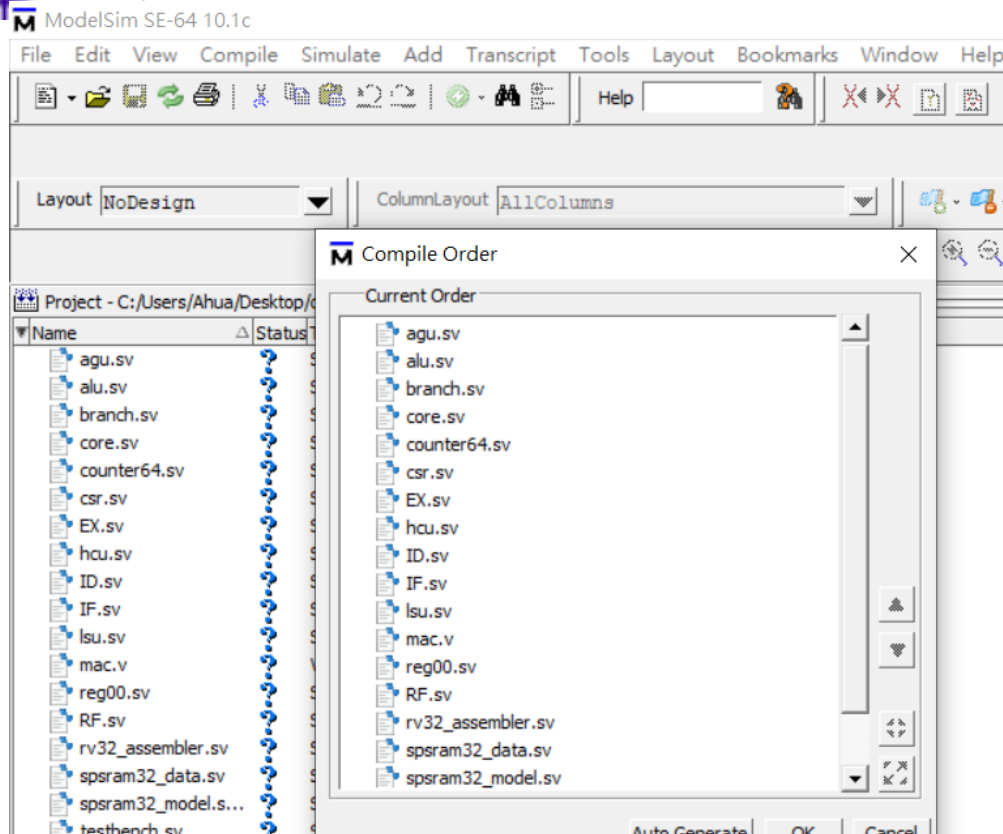 ModelSim SE-64 10.1c
File Edit View Compile Simulate Add Transcript Tools Layout Bookmarks Window Help
Help
Layout NoDesign ColumnLayout AllColumns
Compile Order
Project - C:/Users/Ahua/Desktop/
Current Order
Name Status
agu.sv
alu.sv
branch.sv
core.sv
counter64.sv
csr.sv
EX.sv
hcu.sv
ID.sv
IF.sv
lsu.sv
mac.v
reg00.sv
RF.sv
rv32_assembler.sv
spsram32_data.sv
spsram32_model.s...
testbench.sv
agu.sv
alu.sv
branch.sv
core.sv
counter64.sv
csr.sv
EX.sv
hcu.sv
ID.sv
IF.sv
lsu.sv
mac.v
reg00.sv
RF.sv
rv32_assembler.sv
spsram32_data.sv
spsram32_model.sv
Auto Generate OK Cancel